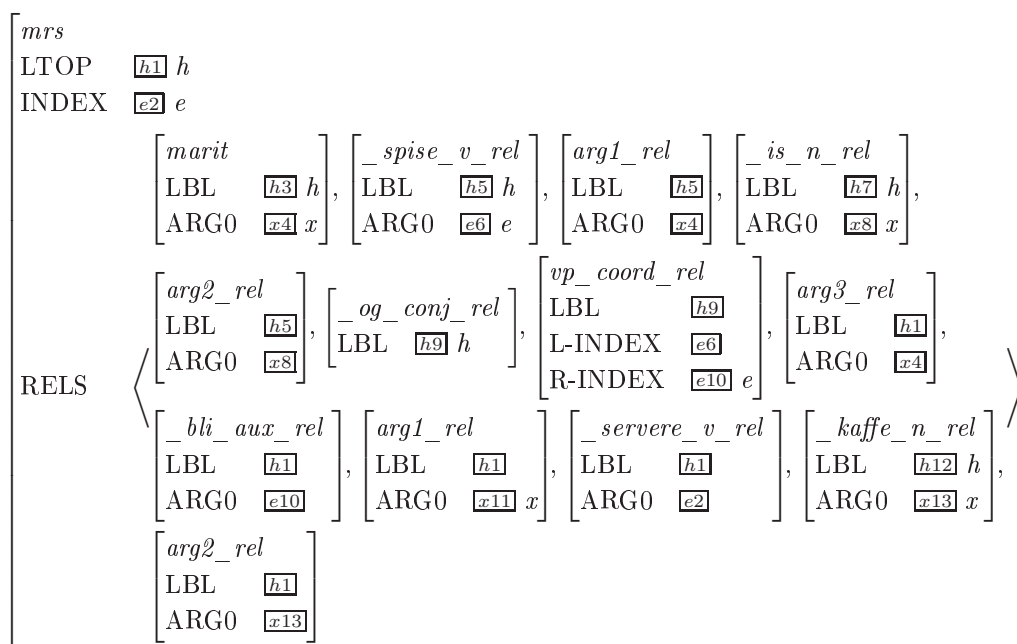 mrs
LTOP h1 h
INDEX e2 e
marit _spise_v_rel arg1_rel _is_n_rel
LBL h3 h, LBL h5 h, LBL h5, LBL h7 h,
ARG0 x4 x ARG0 e6 e ARG0 x4 ARG0 x8 x
arg2_rel _og_conj_rel vp_coord_rel arg3_rel
LBL h5, LBL h9 h, LBL h9, LBL h1,
ARG0 x8 L-INDEX e6 ARG0 x4
R-INDEX e10 e
RELS
_bli_aux_rel arg1_rel _servere_v_rel _kaffe_n_rel
LBL h1, LBL h1, LBL h1, LBL h12 h,
ARG0 e10 ARG0 x11 x ARG0 e2 ARG0 x13 x
arg2_rel
LBL h1
ARG0 x13